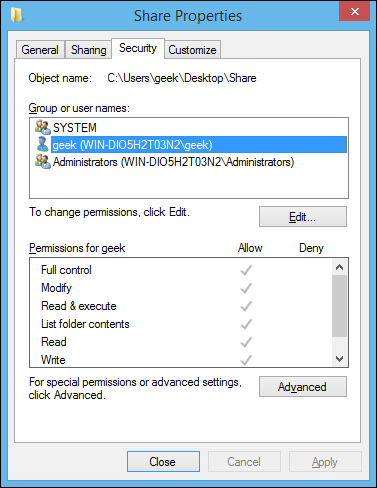 Share Properties
General Sharing Security Customize
Object name: C:\Users\geek\Desktop\Share
Group or user names:
SYSTEM
geek (WIN-DIO5H2T03N2\geek)
Administrators (WIN-DIO5H2T03N2\Administrators)
To change permissions, click Edit.
Edit...
Permissions for geek Allow Deny
Full control
Modify
Read & execute
List folder contents
Read
Write
For special permissions or advanced settings,
click Advanced.
Advanced
Close Cancel Apply